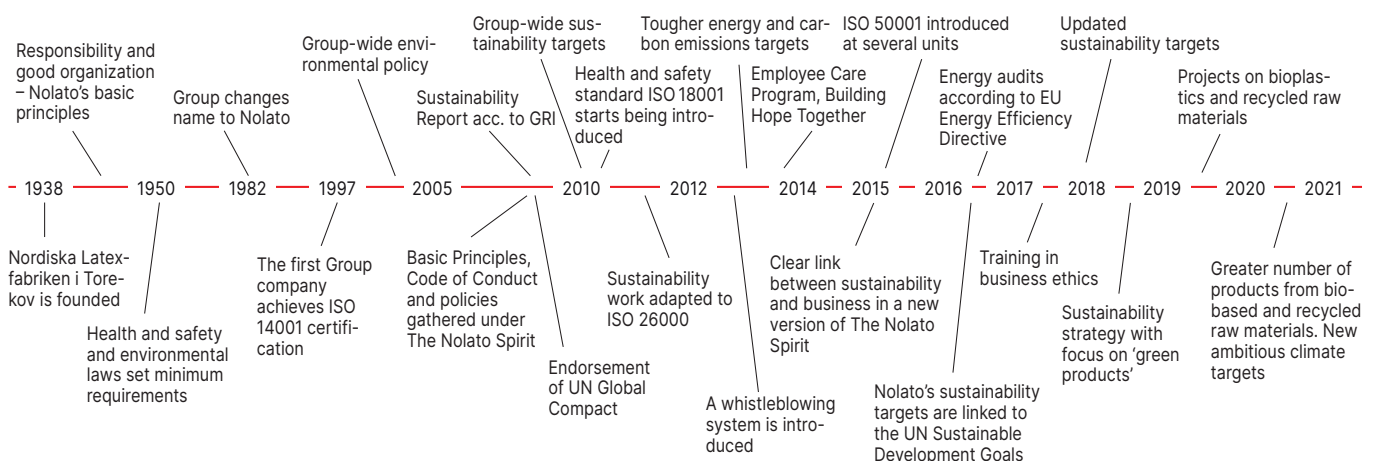 Responsibility and
good organization
– Nolato's basic
principles
Group changes
name to Nolato
Group-wide envi-
ronmental policy
Sustainability
Report acc. to GRI
Group-wide sus-
tainability targets
Health and safety
standard ISO 18001
starts being intro-
duced
Tougher energy and car-
bon emissions targets
Employee Care
Program, Building
Hope Together
ISO 50001 introduced
at several units
Energy audits
according to EU
Energy Efficiency
Directive
Updated
sustainability targets
Projects on bioplas-
tics and recycled raw
materials
1938 1950 1982 1997 2005 2010 2012 2014 2015 2016 2017 2018 2019 2020 2021
Nordiska Latex-
fabriken i Tore-
kov is founded
Health and safety
and environmental
laws set minimum
requirements
The first Group
company
achieves ISO
14001 certifi-
cation
Basic Principles,
Code of Conduct
and policies
gathered under
The Nolato Spirit
Endorsement
of UN Global
Compact
Sustainability
work adapted to
ISO 26000
A whistleblowing
system is intro-
duced
Clear link
between sustainability
and business in a new
version of The Nolato
Spirit
Nolato's sustainability
targets are linked to
the UN Sustainable
Development Goals
Training in
business ethics
Sustainability
strategy with
focus on 'green
products'
Greater number of
products from bio-
based and recycled
raw materials. New
ambitious climate
targets